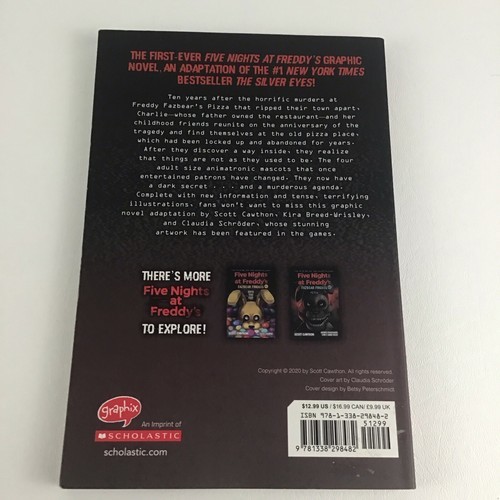 THE FIRST-EVER FIVE NIGHTS AT FREDDY'S GRAPHIC
NOVEL, AN ADAPTATION OF THE #1 NEW YORK TIMES
BESTSELLER THE SILVER EYES!
Ten years after the horrific murders at
Freddy Fazbear's Pizza that ripped their town apart,
Charlie—whose father owned the restaurant—and her
childhood friends reunite on the anniversary of the
tragedy and find themselves at the old pizza place,
which had been locked up and abandoned for years.
After they discover a way inside, they realize
that things are not as they used to be. The four
adult size animatronic mascots that once
entertained patrons have changed. They now have
a dark secret . . . and a murderous agenda.
Complete with new information and tense, terrifying
illustrations, fans won't want to miss this graphic
novel adaptation by Scott Cawthon, Kira Breed-Wrisley,
and Claudia Schröder, whose stunning
artwork has been featured in the games.
THERE'S MORE
Five Nights
at
Freddy's
TO EXPLORE!
Five Nights
at Freddy's
FAZBEAR FRIGHTS
Five Nights
at Freddy's
FAZBEAR FRIGHTS
SCOTT CAWTHON
Copyright © 2020 by Scott Cawthon. All rights reserved.
Cover art by Claudia Schröder
Cover design by Betsy Peterschmidt
graphix
An Imprint of
SCHOLASTIC
scholastic.com
$12.99 US / $16.99 CAN / £9.99 UK
ISBN 978-1-338-29848-2
51299
9 781338 298482